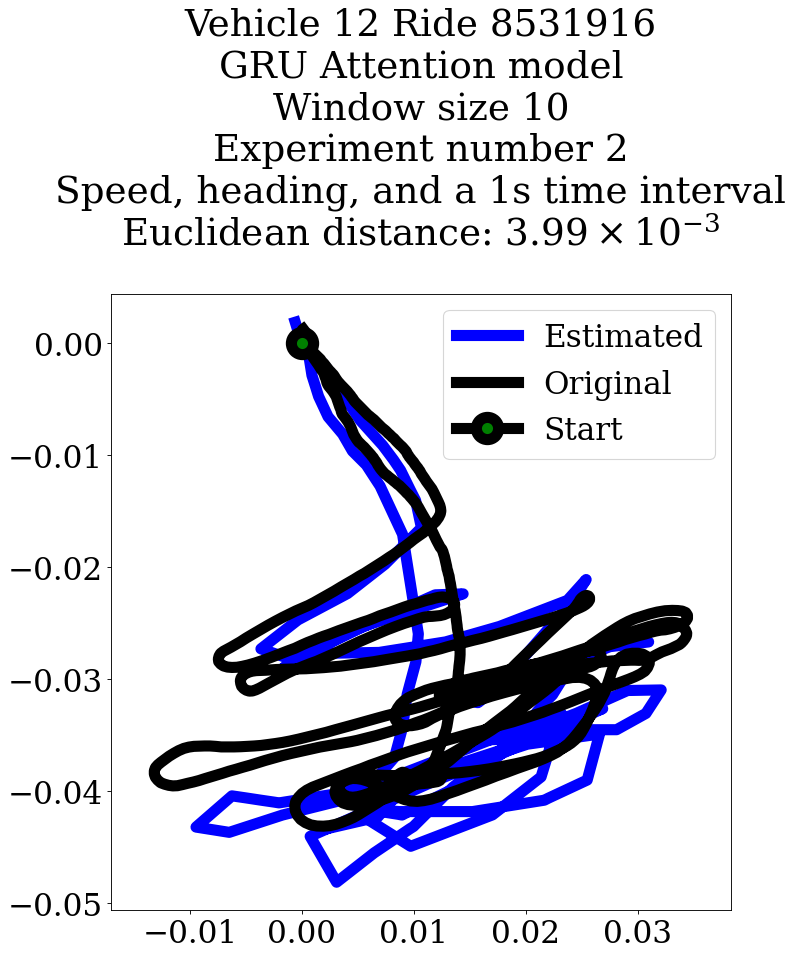 Vehicle 12 Ride 8531916
GRU Attention model
Window size 10
Experiment number 2
Speed, heading, and a 1s time interval
Euclidean distance: 3.99 × 10⁻³
Estimated
Original
Start
0.00
−0.01
−0.02
−0.03
−0.04
−0.05
−0.01 0.00 0.01 0.02 0.03